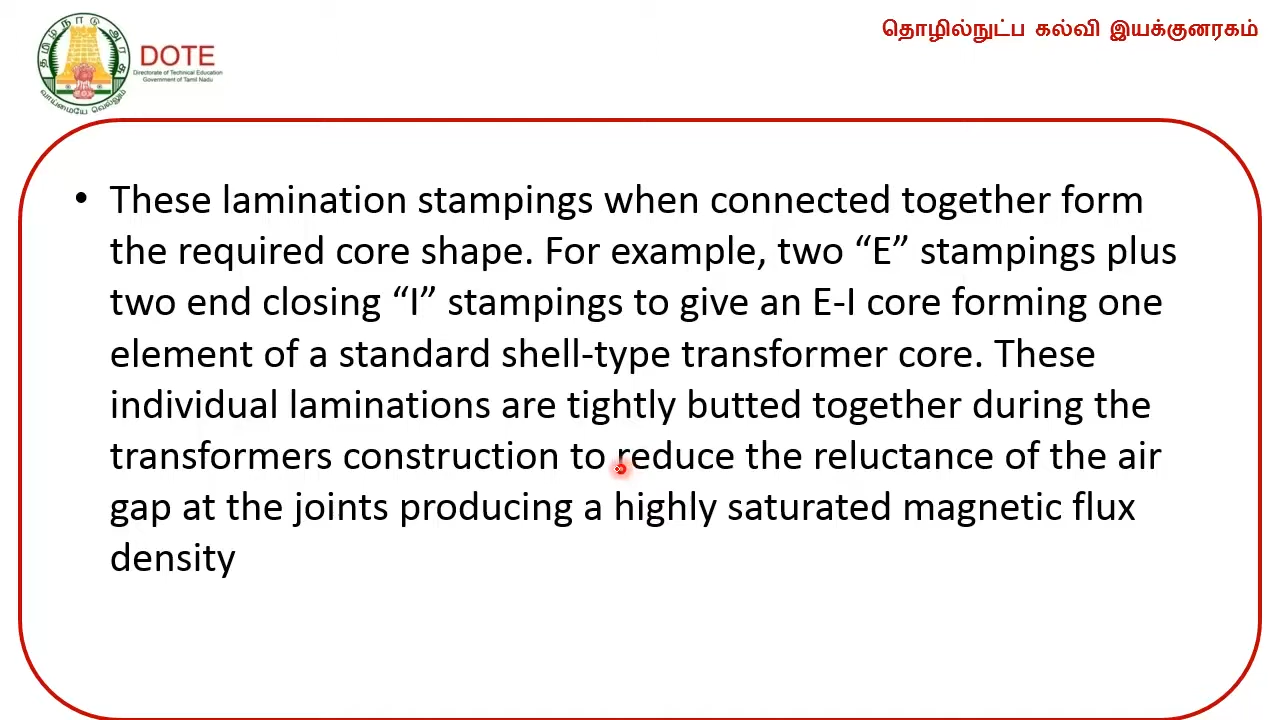 தமிழ்நாடு அரசு
வாய்மையே வெல்லும்
DOTE
Directorate of Technical Education
Government of Tamil Nadu
தொழில்நுட்ப கல்வி இயக்குனரகம்
• These lamination stampings when connected together form
the required core shape. For example, two “E” stampings plus
two end closing “I” stampings to give an E-I core forming one
element of a standard shell-type transformer core. These
individual laminations are tightly butted together during the
transformers construction to reduce the reluctance of the air
gap at the joints producing a highly saturated magnetic flux
density